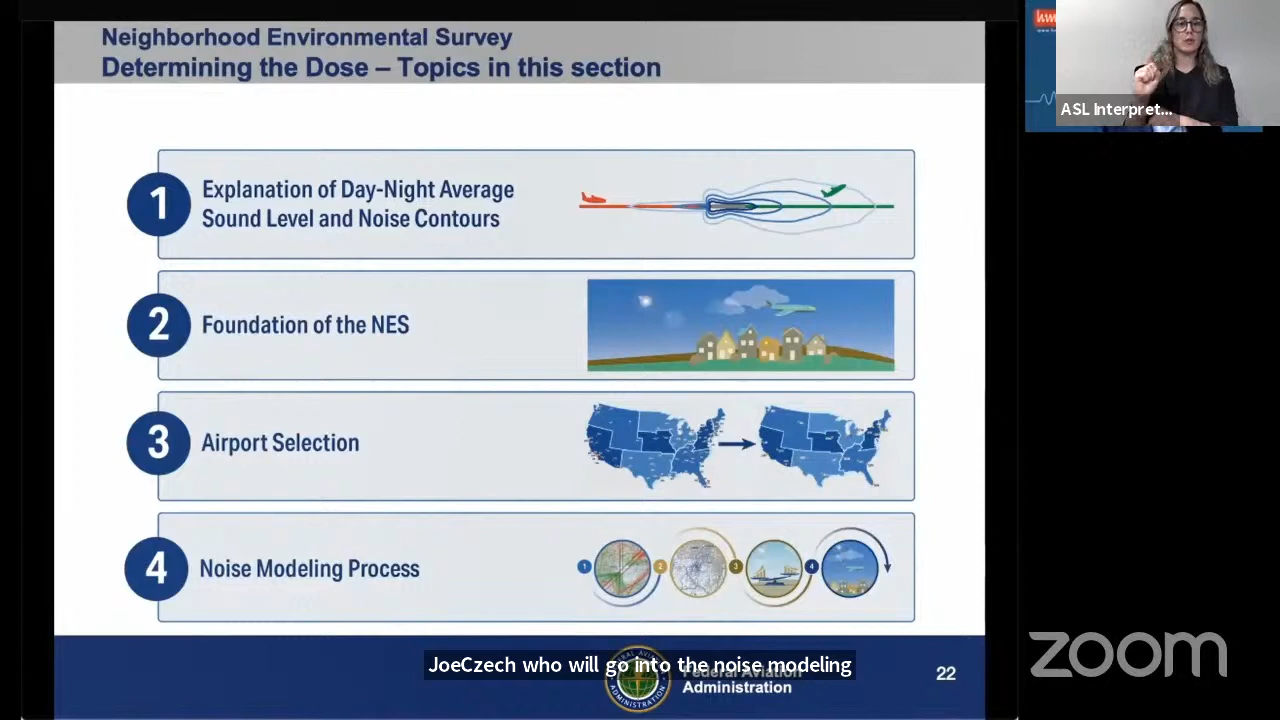 Neighborhood Environmental Survey
Determining the Dose – Topics in this section
1
Explanation of Day-Night Average
Sound Level and Noise Contours
2
Foundation of the NES
3
Airport Selection
4
Noise Modeling Process
1 2 3 4
JoeCzech who will go into the noise modeling
Federal Aviation
Administration
22
ASL Interpret...
zoom